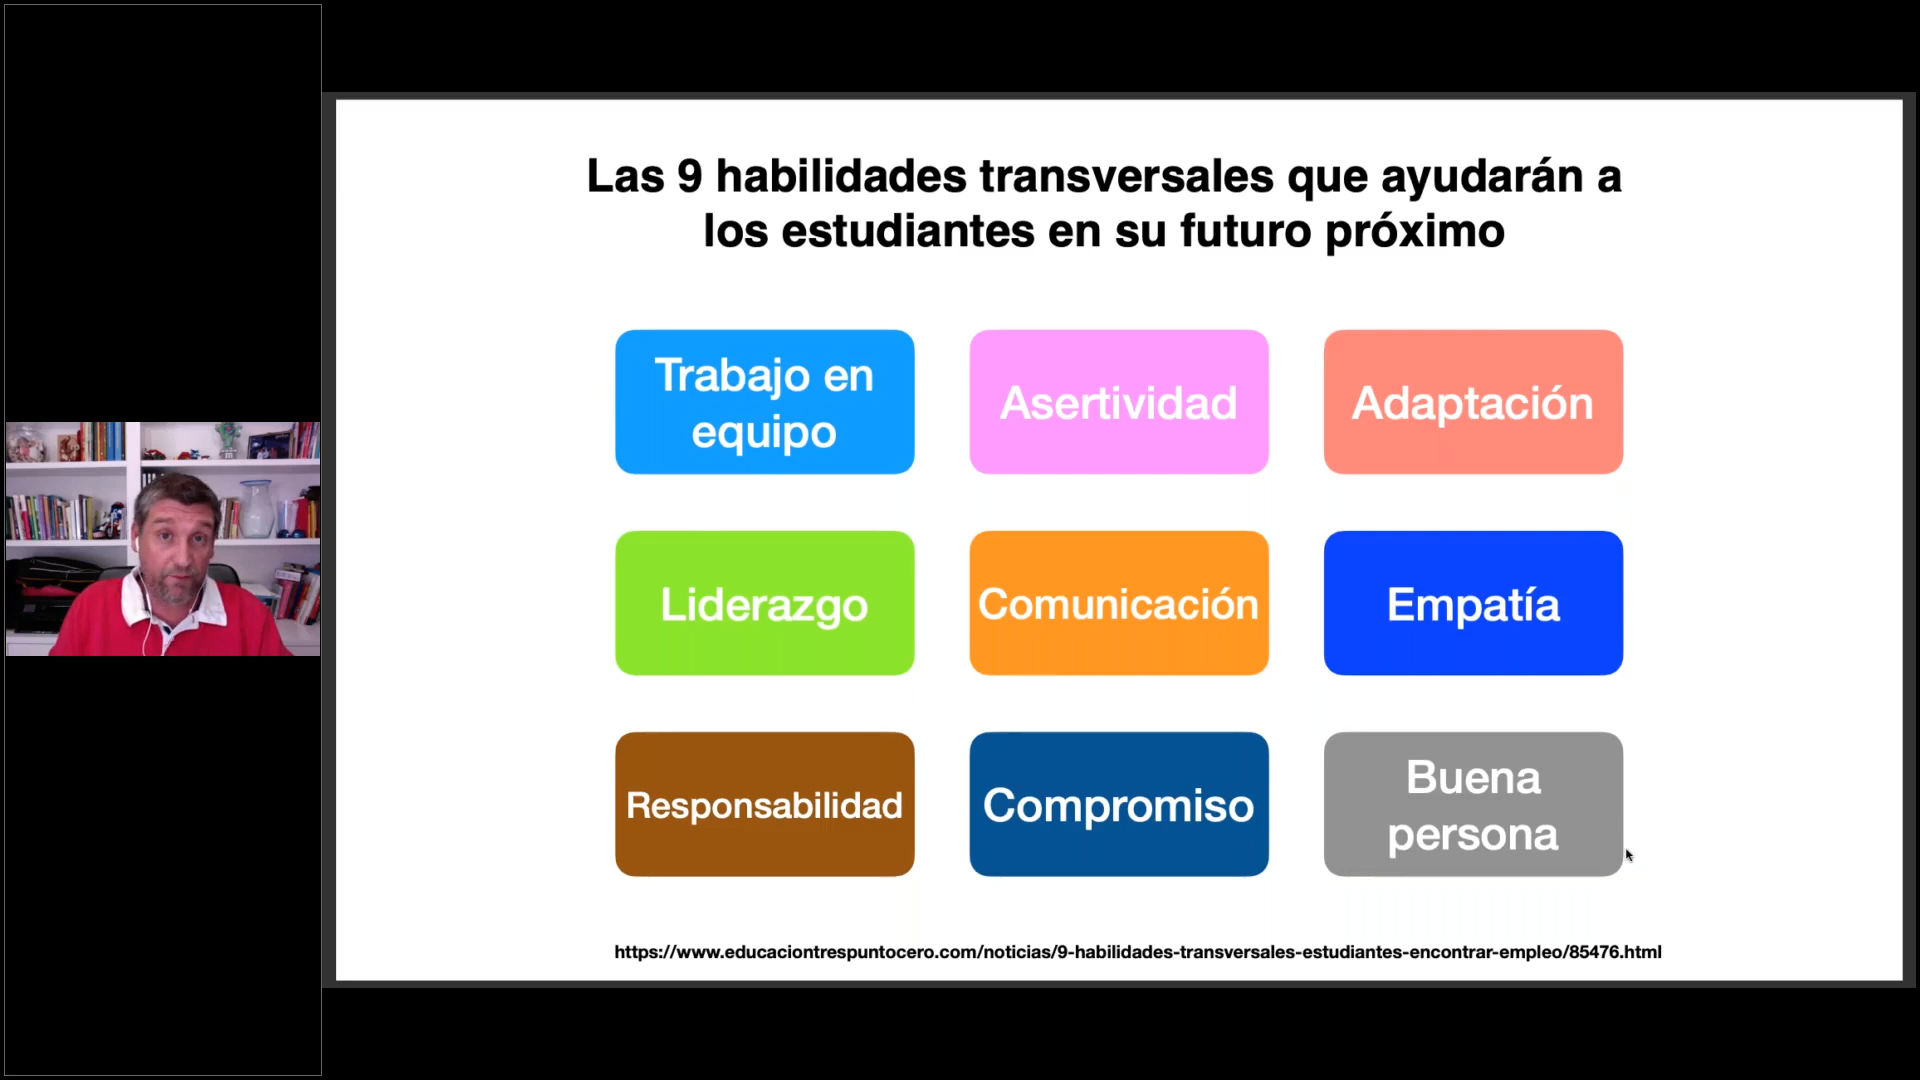 Las 9 habilidades transversales que ayudarán a
los estudiantes en su futuro próximo
Trabajo en
equipo
Asertividad
Adaptación
Liderazgo
Comunicación
Empatía
Responsabilidad
Compromiso
Buena
persona
https://www.educaciontrespuntocero.com/noticias/9-habilidades-transversales-estudiantes-encontrar-empleo/85476.html